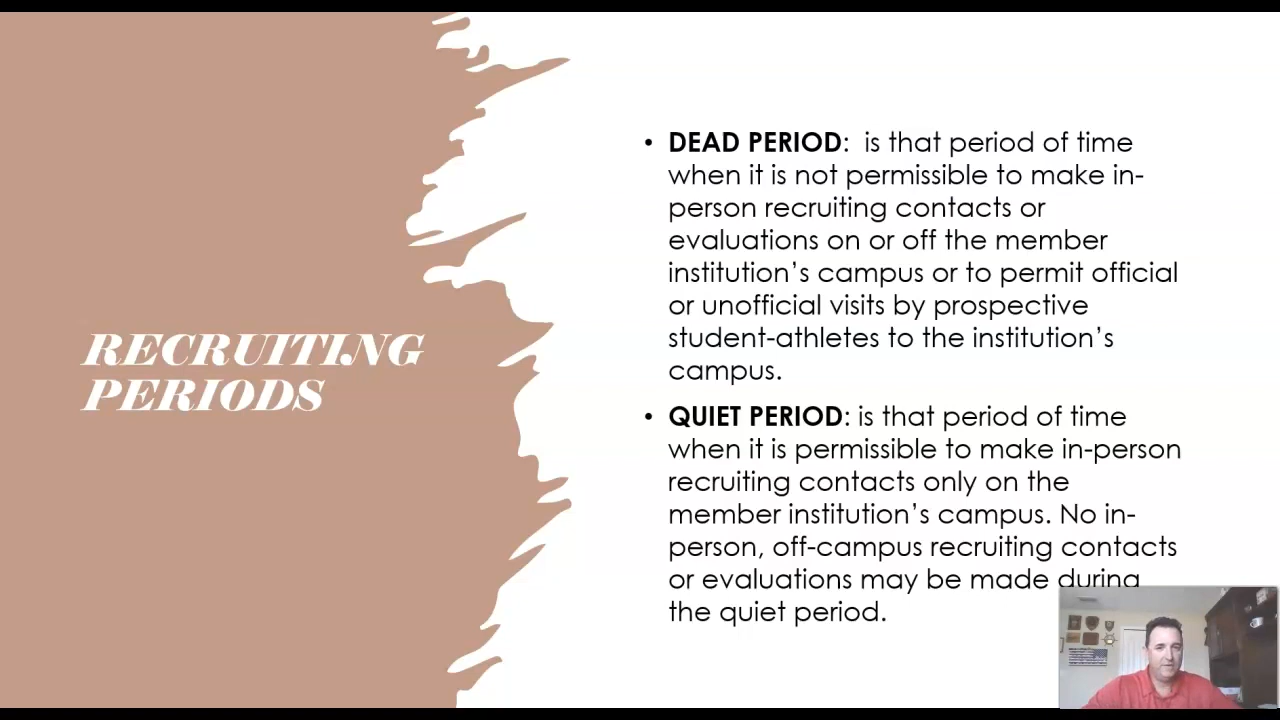 RECRUITING
PERIODS
• DEAD PERIOD:  is that period of time
when it is not permissible to make in-
person recruiting contacts or
evaluations on or off the member
institution’s campus or to permit official
or unofficial visits by prospective
student-athletes to the institution’s
campus.
• QUIET PERIOD: is that period of time
when it is permissible to make in-person
recruiting contacts only on the
member institution’s campus. No in-
person, off-campus recruiting contacts
or evaluations may be made during
the quiet period.